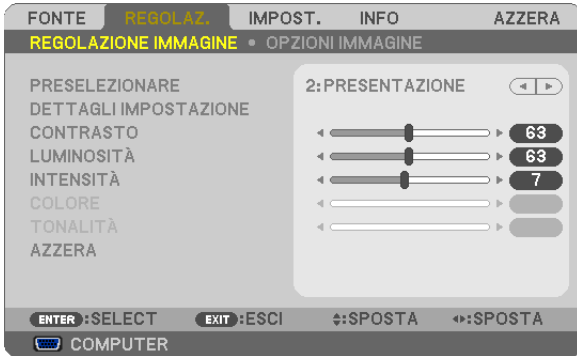 FONTE REGOLAZ. IMPOST. INFO AZZERA
REGOLAZIONE IMMAGINE • OPZIONI IMMAGINE
PRESELEZIONARE 2:PRESENTAZIONE
DETTAGLI IMPOSTAZIONE
CONTRASTO 63
LUMINOSITÀ 63
INTENSITÀ 7
COLORE
TONALITÀ
AZZERA
ENTER :SELECT EXIT :ESCI :SPOSTA :SPOSTA
COMPUTER